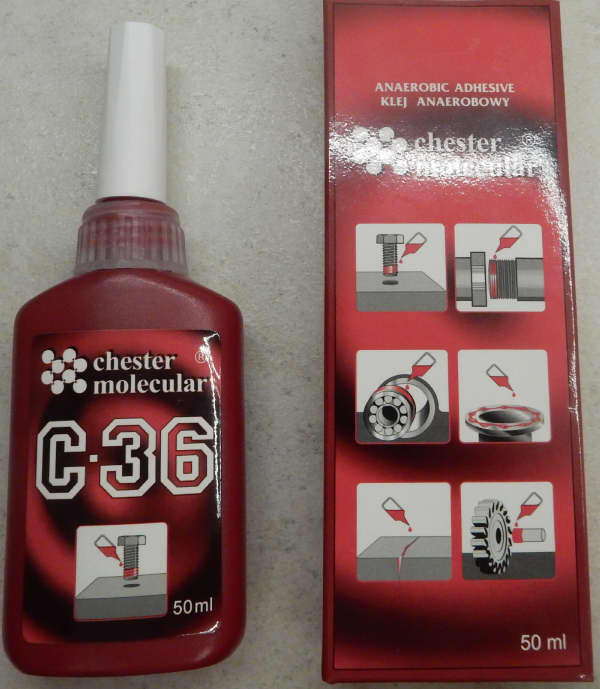 chester ®
molecular
C·36
50ml
ANAEROBIC ADHESIVE
KLEJ ANAEROBOWY
chester ®
molecular
50 ml